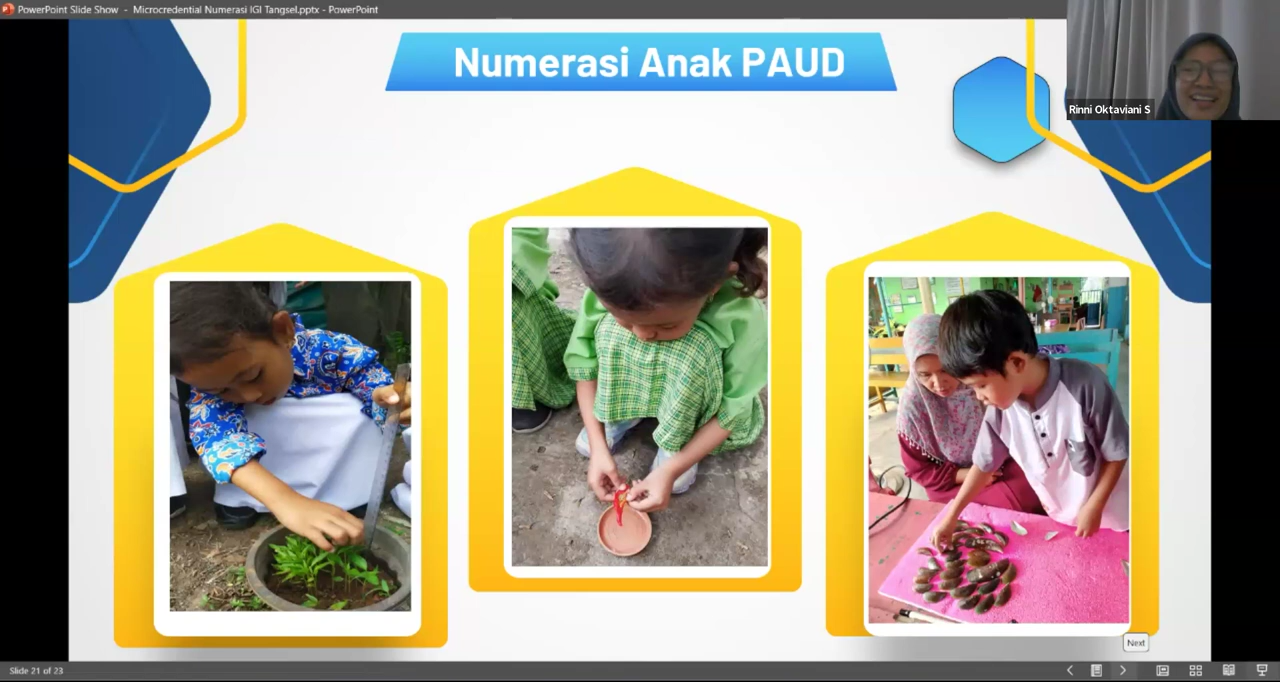 PowerPoint Slide Show - Microcredential Numerasi IGI Tangsel.pptx - PowerPoint
Numerasi Anak PAUD
Rinni Oktaviani S
Next
Slide 21 of 23